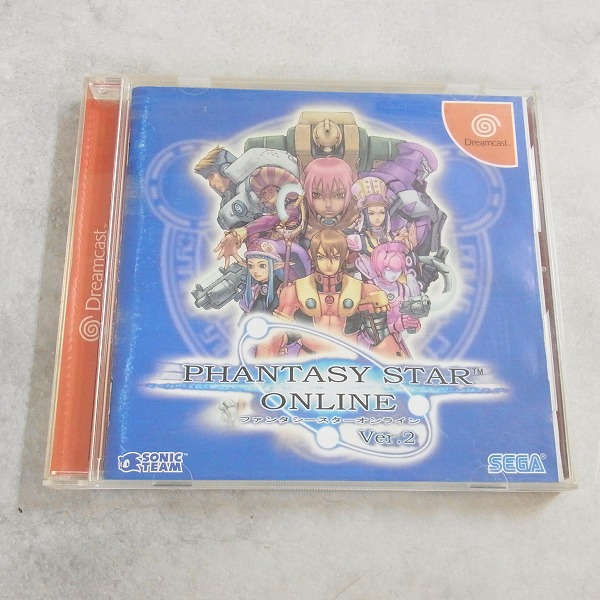 Dreamcast.
Dreamcast.
PHANTASY STAR™
ONLINE
ファンタシースターオンライン
Ver.2
SONIC
TEAM
SEGA